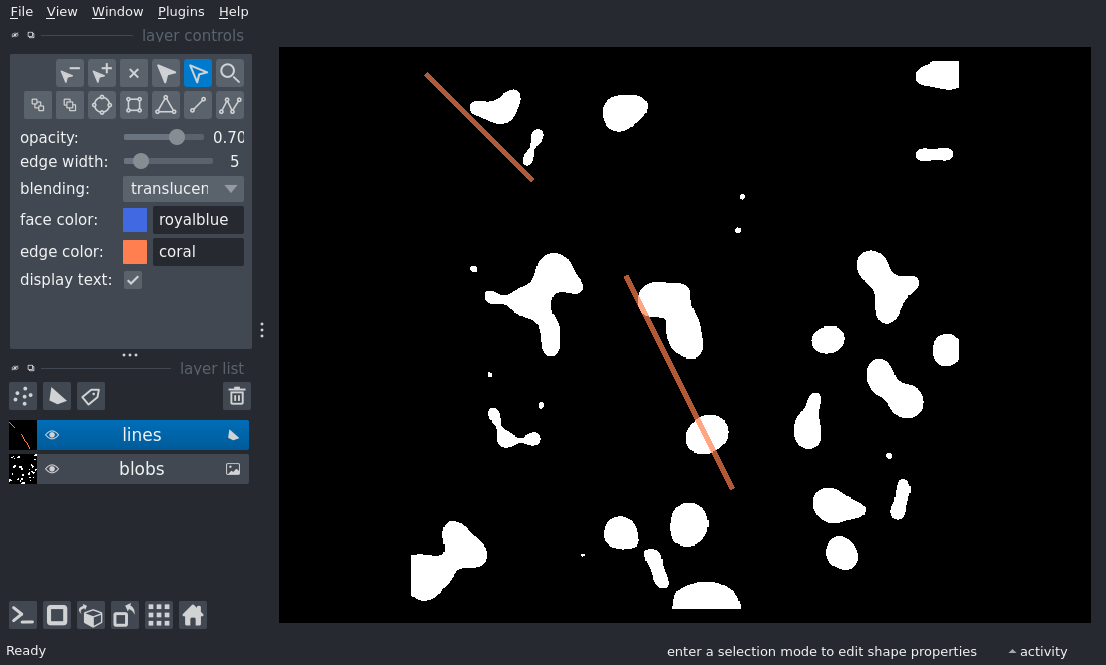 File View Window Plugins Help
layer controls
opacity: 0.70
edge width: 5
blending: translucen
face color: royalblue
edge color: coral
display text:
layer list
lines
blobs
Ready enter a selection mode to edit shape properties activity